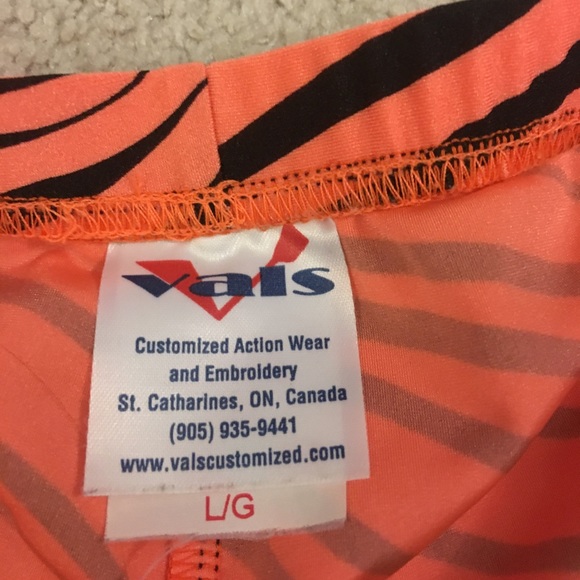 vals
Customized Action Wear
and Embroidery
St. Catharines, ON, Canada
(905) 935-9441
www.valscustomized.com
L/G